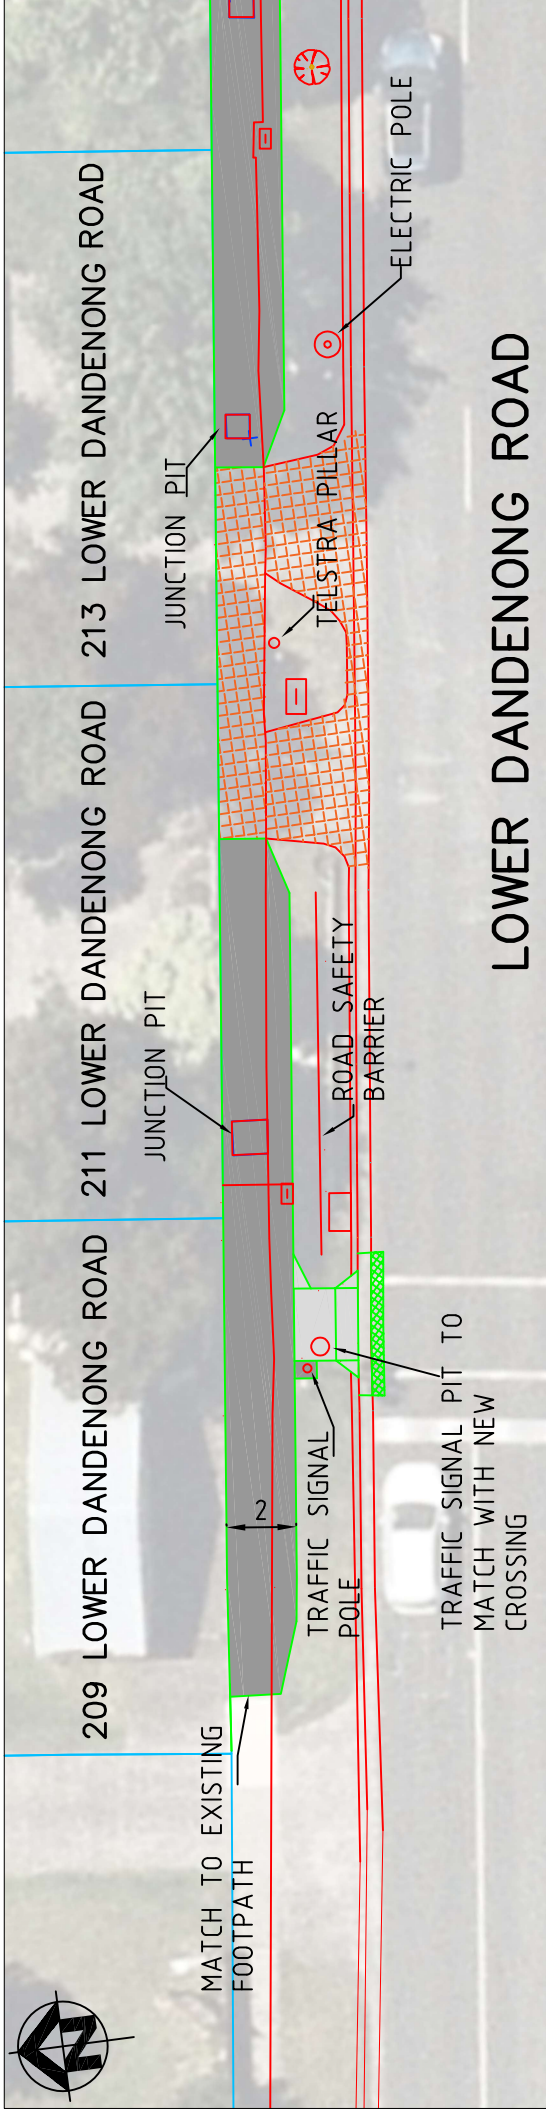 209 LOWER DANDENONG ROAD
211 LOWER DANDENONG ROAD
213 LOWER DANDENONG ROAD
MATCH TO EXISTING
FOOTPATH
JUNCTION PIT
JUNCTION PIT
2
TRAFFIC SIGNAL
POLE
ROAD SAFETY
BARRIER
TELSTRA PILLAR
ELECTRIC POLE
TRAFFIC SIGNAL PIT TO
MATCH WITH NEW
CROSSING
LOWER DANDENONG ROAD
N